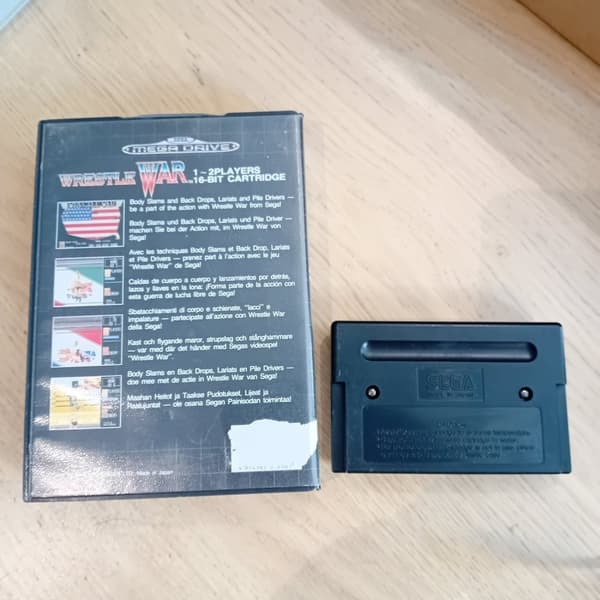 SEGA
MEGA DRIVE
WRESTLE WAR
1~2PLAYERS
16-BIT CARTRIDGE
Body Slams and Back Drops, Lariats and Pile Drivers —
be a part of the action with Wrestle War from Sega!
Body Slams und Back Drops, Lariats und Pile Driver —
machen Sie bei der Action mit, im Wrestle War von
Sega!
Avec les techniques Body Slams et Back Drop, Lariats
et Pile Drivers — prenez part à l'action avec le jeu
"Wrestle War" de Sega!
Caídas de cuerpo a cuerpo y lanzamientos por detrás,
lazos y llaves en la lona: ¡Forma parte de la acción con
esta guerra de lucha libre de Sega!
Sbatacchiamenti di corpo e schienate, "lacci" e
impalature — partecipate all'azione con Wrestle War
della Sega!
Kast och flygande maror, strupslag och stånghammare
— var med där det händer med Segas videospel
"Wrestle War".
Body Slams en Back Drops, Lariats en Pile Drivers —
doe mee met de actie in Wrestle War van Sega!
Maahan Heitot ja Taakse Pudotukset, Lijeat ja
Paalujuntat — ole osana Segan Painisodan toimintaa!
Made in Japan
SEGA
MADE IN JAPAN